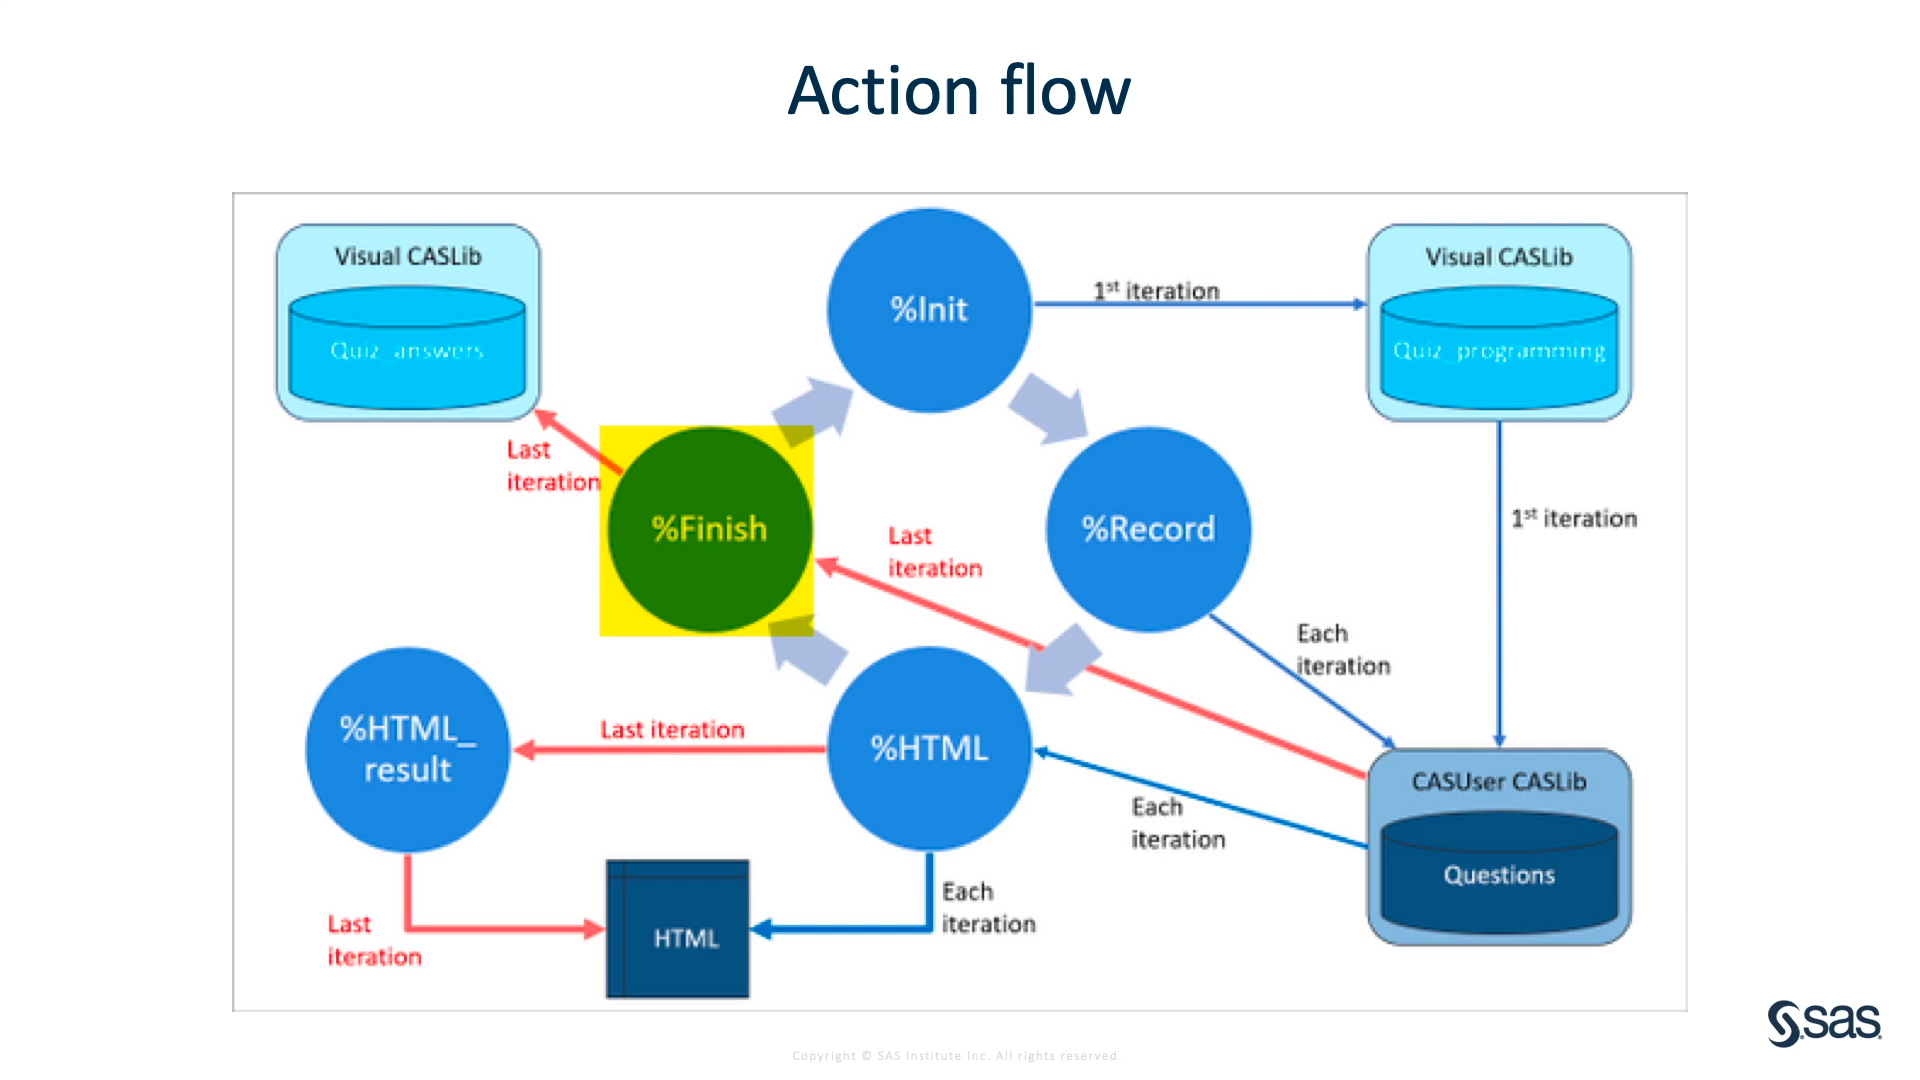 Action flow
Visual CASLib
Quiz_answers
%Init
1st iteration
Visual CASLib
Quiz_programming
Last
iteration
%Finish
Last
iteration
%Record
1st iteration
Each
iteration
%HTML_
result
Last iteration
%HTML
Each
iteration
CASUser CASLib
Questions
Last
iteration
HTML
Each
iteration
sas
Copyright © SAS Institute Inc. All rights reserved.